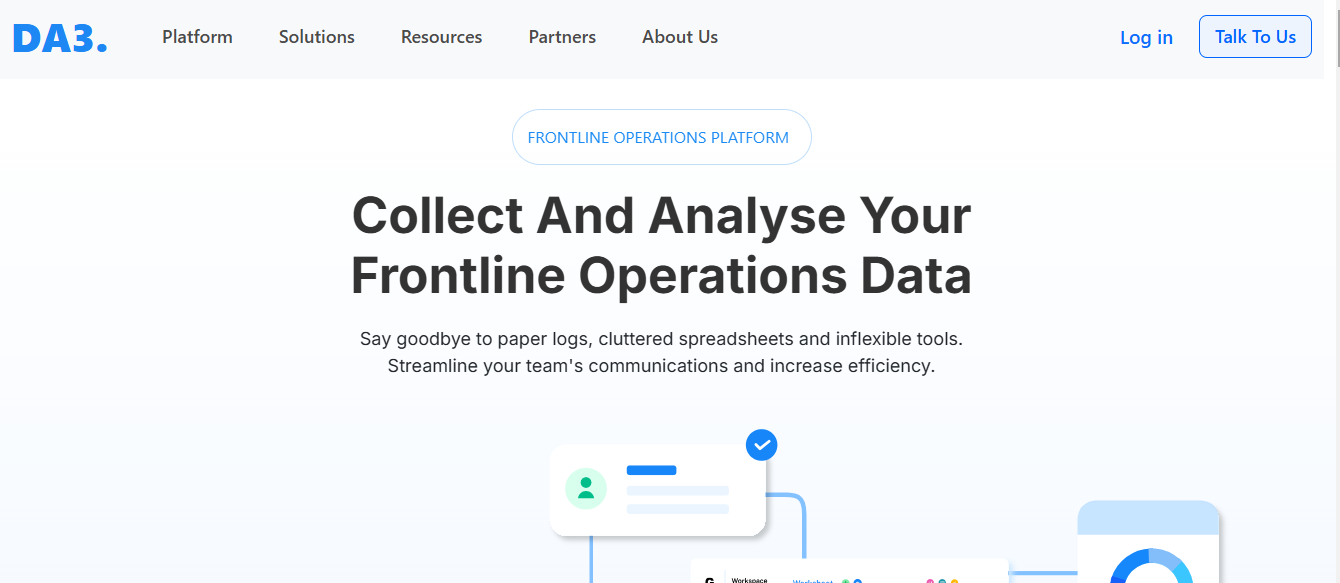 DA3.
Platform
Solutions
Resources
Partners
About Us
Log in
Talk To Us
FRONTLINE OPERATIONS PLATFORM
Collect And Analyse Your
Frontline Operations Data
Say goodbye to paper logs, cluttered spreadsheets and inflexible tools.
Streamline your team's communications and increase efficiency.
Workspace
Worksheet